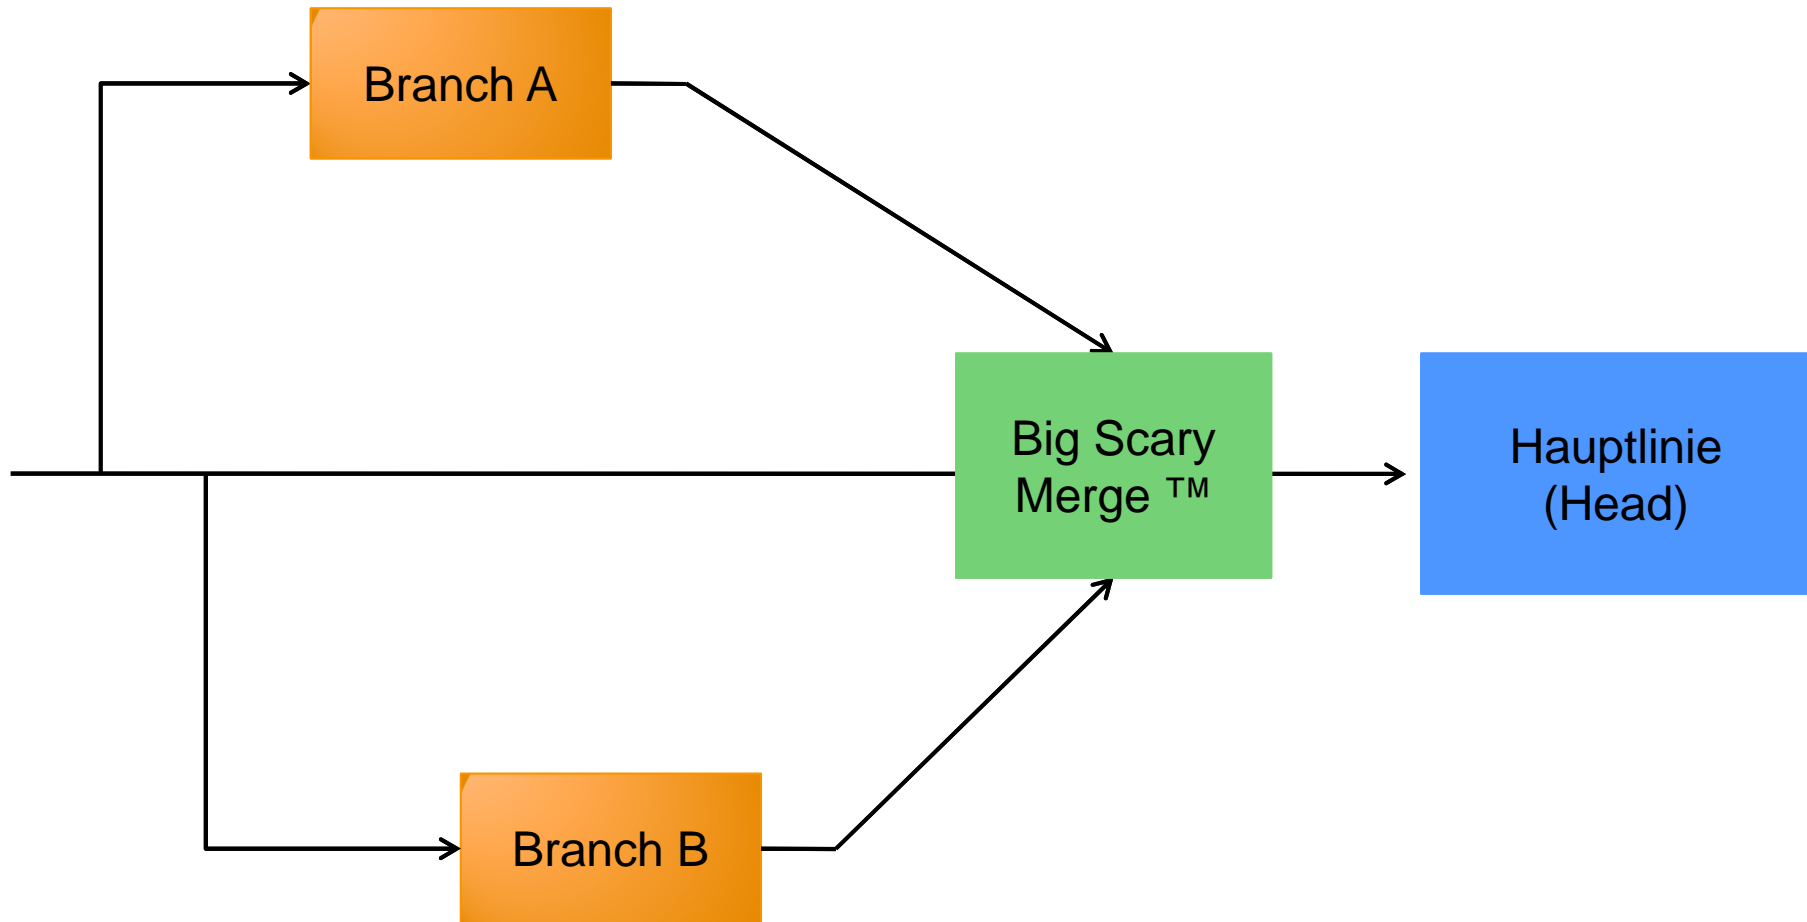 Branch A
Big Scary
Merge ™
Hauptlinie
(Head)
Branch B